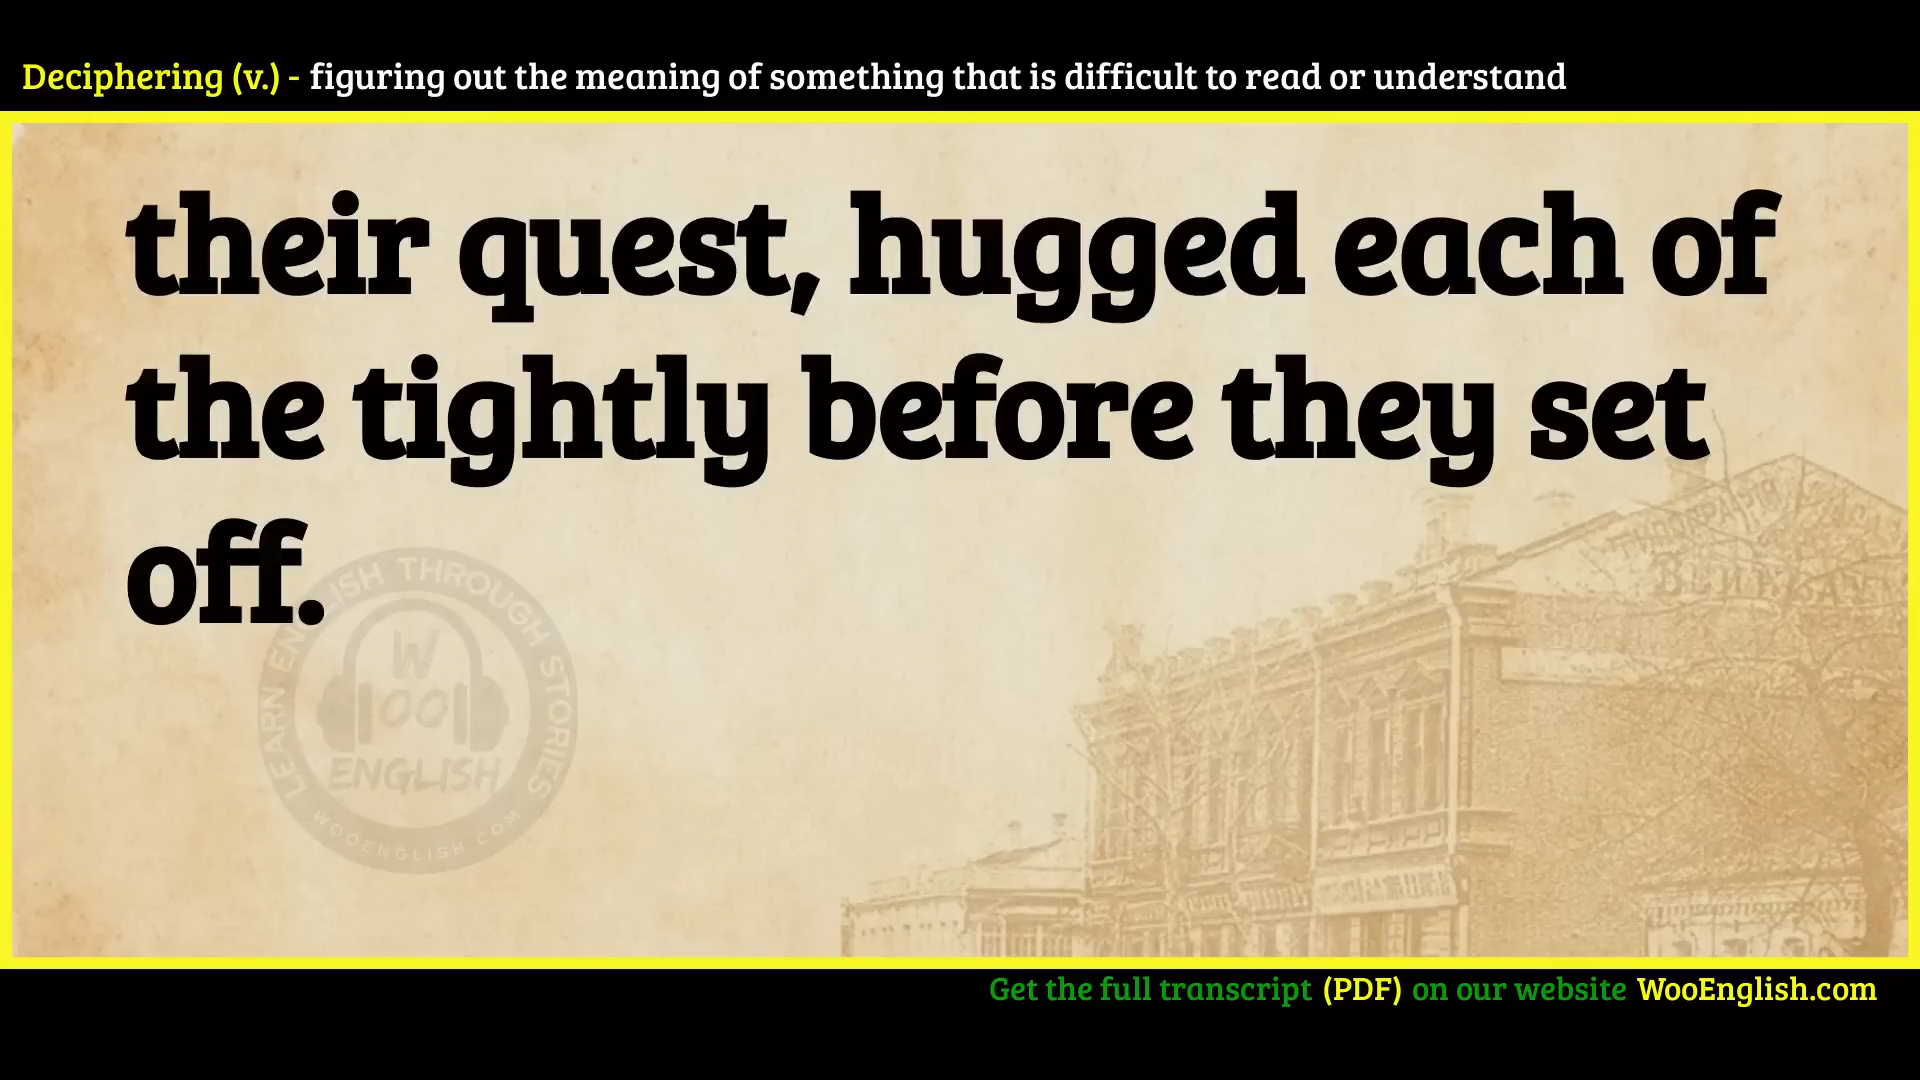 Deciphering (v.) - figuring out the meaning of something that is difficult to read or understand
their quest, hugged each of
the tightly before they set
off.
LEARN ENGLISH THROUGH STORIES
W
OO
ENGLISH
WOOENGLISH.COM
Get the full transcript (PDF) on our website WooEnglish.com